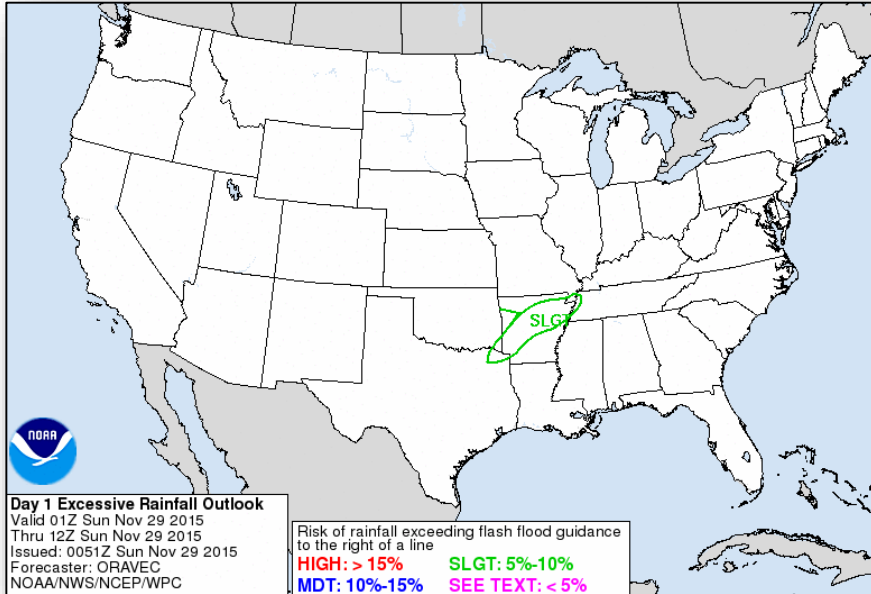 SLGT
NOAA
Day 1 Excessive Rainfall Outlook
Valid 01Z Sun Nov 29 2015
Thru 12Z Sun Nov 29 2015
Issued: 0051Z Sun Nov 29 2015
Forecaster: ORAVEC
NOAA/NWS/NCEP/WPC
Risk of rainfall exceeding flash flood guidance
to the right of a line
HIGH: > 15% SLGT: 5%-10%
MDT: 10%-15% SEE TEXT: < 5%